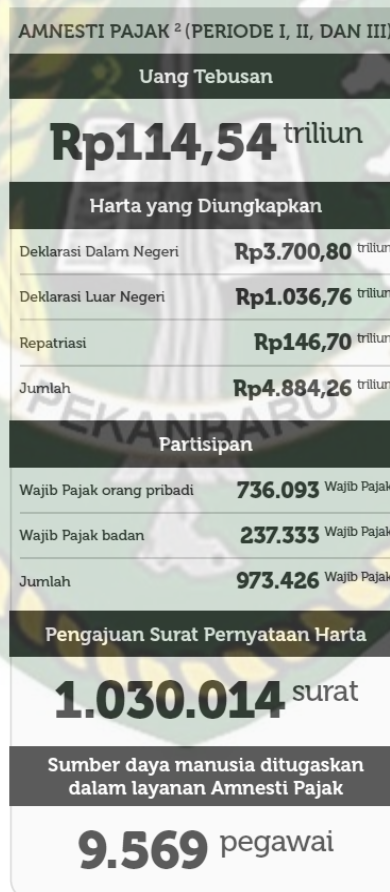 AMNESTI PAJAK ² (PERIODE I, II, DAN III)
Uang Tebusan
Rp114,54 triliun
Harta yang Diungkapkan
Deklarasi Dalam Negeri Rp3.700,80 triliun
Deklarasi Luar Negeri Rp1.036,76 triliun
Repatriasi Rp146,70 triliun
Jumlah Rp4.884,26 triliun
PEKANBARU
Partisipan
Wajib Pajak orang pribadi 736.093 Wajib Pajak
Wajib Pajak badan 237.333 Wajib Pajak
Jumlah 973.426 Wajib Pajak
Pengajuan Surat Pernyataan Harta
1.030.014 surat
Sumber daya manusia ditugaskan
dalam layanan Amnesti Pajak
9.569 pegawai